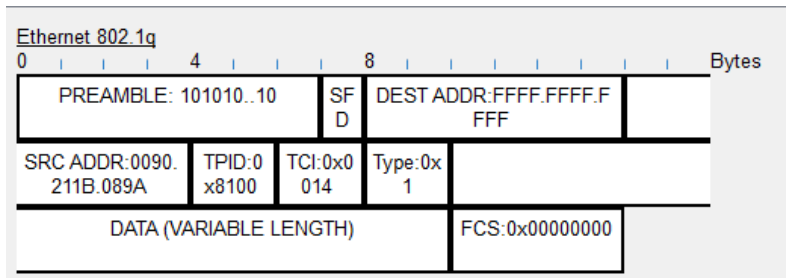 Ethernet 802.1q
0 4 8 Bytes
PREAMBLE: 101010..10
SF
D
DEST ADDR:FFFF.FFFF.F
FFF
SRC ADDR:0090.
211B.089A
TPID:0
x8100
TCI:0x0
014
Type:0x
1
DATA (VARIABLE LENGTH)
FCS:0x00000000